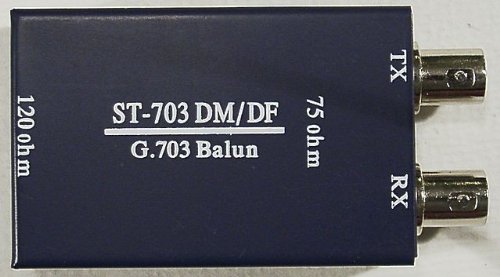 120 ohm
ST-703 DM/DF
G.703 Balun
75 ohm
TX
RX